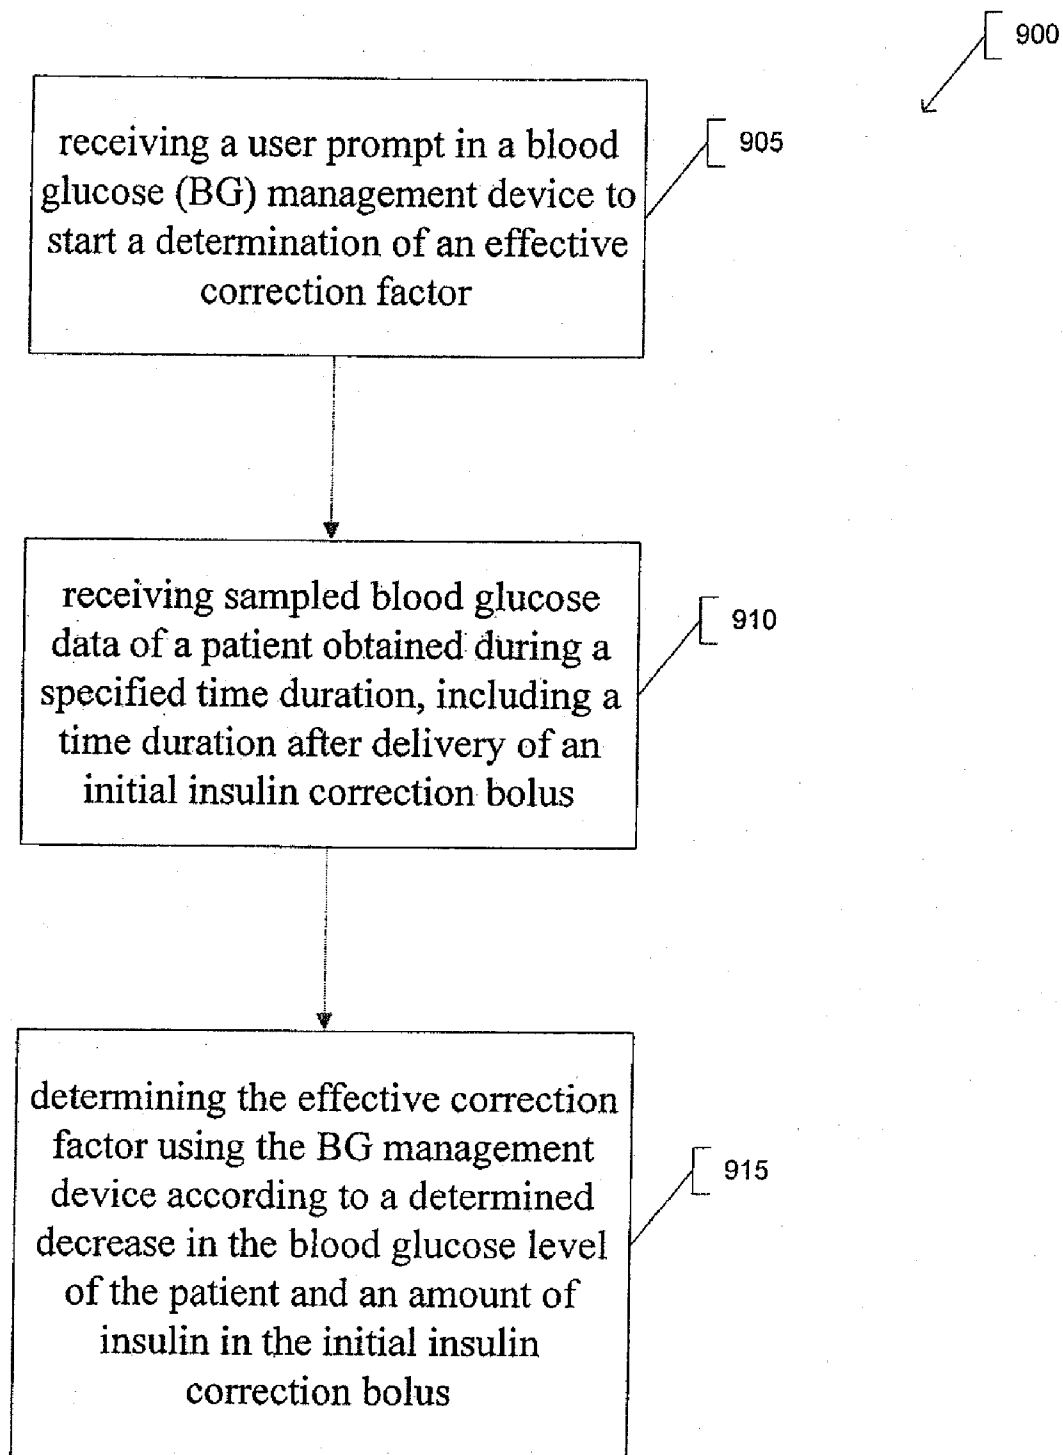 900
receiving a user prompt in a blood
glucose (BG) management device to
start a determination of an effective
correction factor
905
receiving sampled blood glucose
data of a patient obtained during a
specified time duration, including a
time duration after delivery of an
initial insulin correction bolus
910
determining the effective correction
factor using the BG management
device according to a determined
decrease in the blood glucose level
of the patient and an amount of
insulin in the initial insulin
correction bolus
915